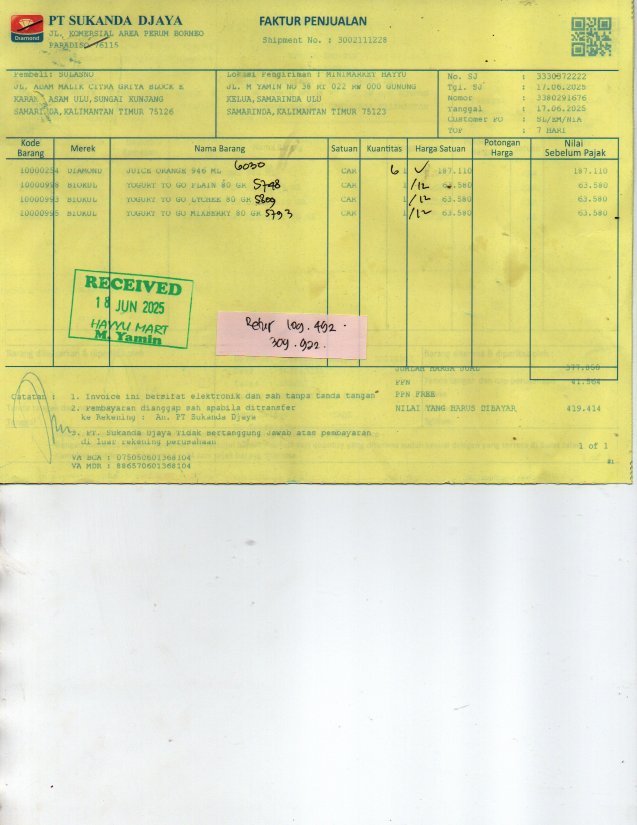 PT SUKANDA DJAYA
JL. KOMERSIAL AREA PERUM BORNEO
PARADISO 76115
Diamond
FAKTUR PENJUALAN
Shipment No. : 3002111228
Pembeli: SULASNO
JL. ADAM MALIK CITRA GRIYA BLOCK E
KARANG ASAM ULU,SUNGAI KUNJANG
SAMARINDA,KALIMANTAN TIMUR 75126
Lokasi Pengiriman : MINIMARKET HAYYU
JL. M YAMIN NO 38 RT 022 RW 000 GUNUNG
KELUA,SAMARINDA ULU
SAMARINDA,KALIMANTAN TIMUR 75123
No. SJ : 3330872222
Tgl. SJ : 17.06.2025
Nomor : 3380291676
Tanggal : 17.06.2025
Customer PO : SL/EM/NIA
TOP : 7 HARI
Kode Barang Merek Nama Barang Satuan Kuantitas Harga Satuan Potongan Harga Nilai Sebelum Pajak
10000254 DIAMOND JUICE ORANGE 946 ML 6030 CAR 6 1 187.110 187.110
10000998 BIOKUL YOGURT TO GO PLAIN 80 GR 5748 CAR 1 /12 63.580 63.580
10000993 BIOKUL YOGURT TO GO LYCHEE 80 GR 5809 CAR 1 /12 63.580 63.580
10000995 BIOKUL YOGURT TO GO MIXBERRY 80 GR 5793 CAR 1 /12 63.580 63.580
RECEIVED
18 JUN 2025
HAYYU MART
M. Yamin
Retur 109.492.
309.922.
JUMLAH HARGA JUAL 377.850
PPN 41.564
PPN FREE
NILAI YANG HARUS DIBAYAR 419.414
Catatan : 1. Invoice ini bersifat elektronik dan sah tanpa tanda tangan
2. Pembayaran dianggap sah apabila ditransfer
ke Rekening : An. PT Sukanda Djaya
3. PT. Sukanda Djaya Tidak Bertanggung Jawab atas pembayaran
di luar rekening perusahaan
VA BCA : 075050601368104
VA MDR : 886570601368104
1 of 1
#1